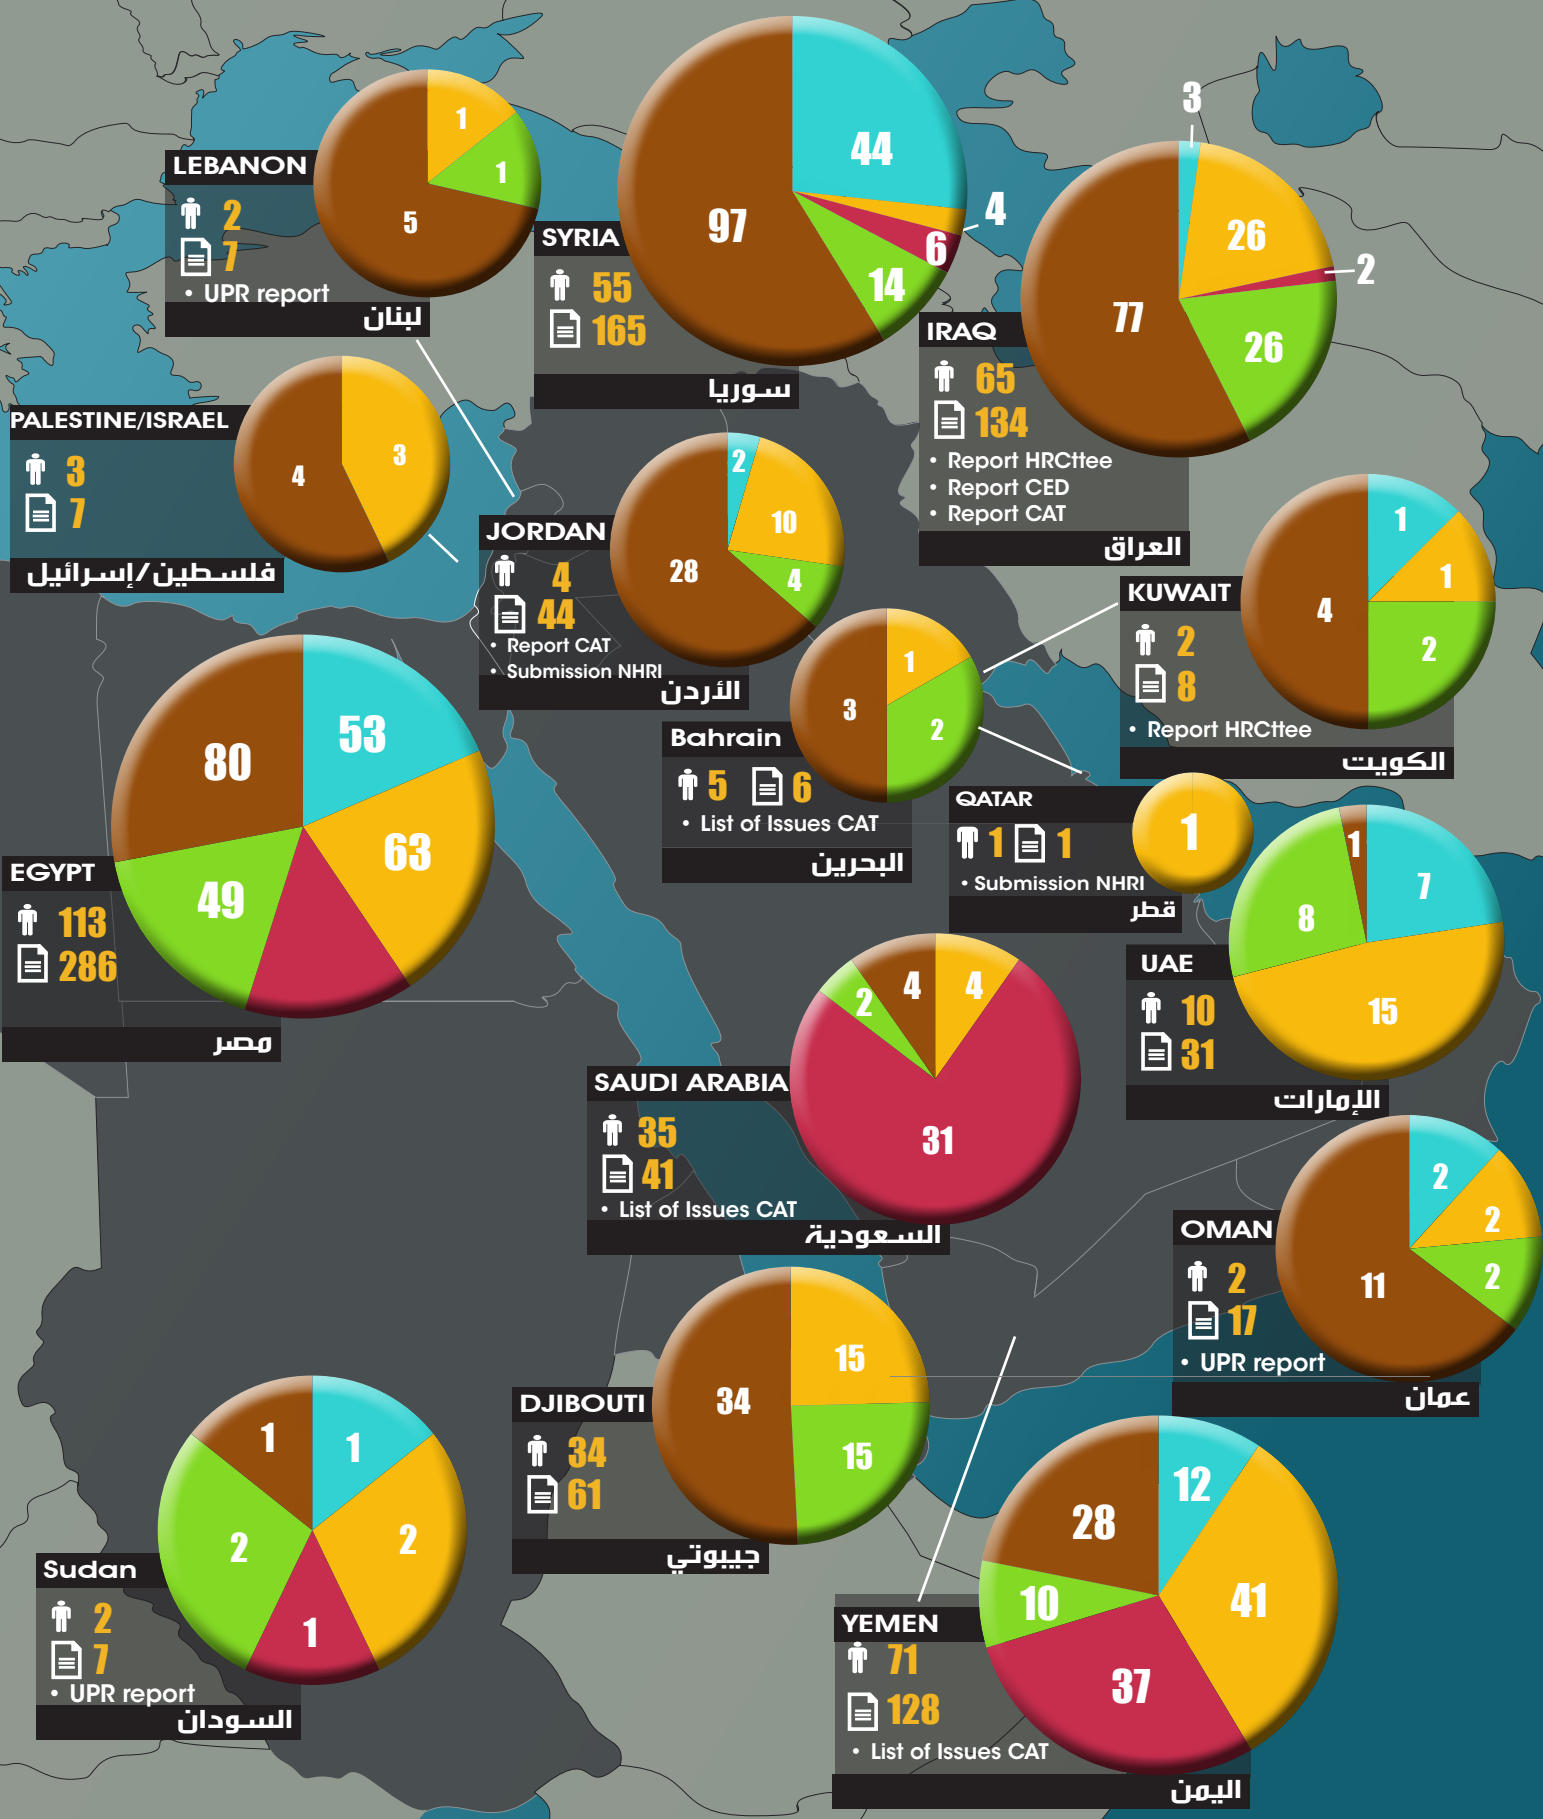 LEBANON
2
7
• UPR report
لبنان
1
1
5
SYRIA
55
165
سوريا
44
4
6
14
97
IRAQ
65
134
• Report HRCttee
• Report CED
• Report CAT
العراق
3
26
2
26
77
PALESTINE/ISRAEL
3
7
فلسطين/إسرائيل
3
4
JORDAN
4
44
• Report CAT
• Submission NHRI
الأردن
2
10
4
28
KUWAIT
2
8
• Report HRCttee
الكويت
1
1
2
4
Bahrain
5 6
• List of Issues CAT
البحرين
1
2
3
QATAR
1 1
• Submission NHRI
قطر
1
EGYPT
113
286
مصر
53
63
49
80
UAE
10
31
الإمارات
1
7
8
15
SAUDI ARABIA
35
41
• List of Issues CAT
السعودية
4
4
2
31
OMAN
2
17
• UPR report
عمان
2
2
2
11
DJIBOUTI
34
61
جيبوتي
15
34
15
Sudan
2
7
• UPR report
السودان
1
1
2
2
1
YEMEN
71
128
• List of Issues CAT
اليمن
12
28
41
10
37